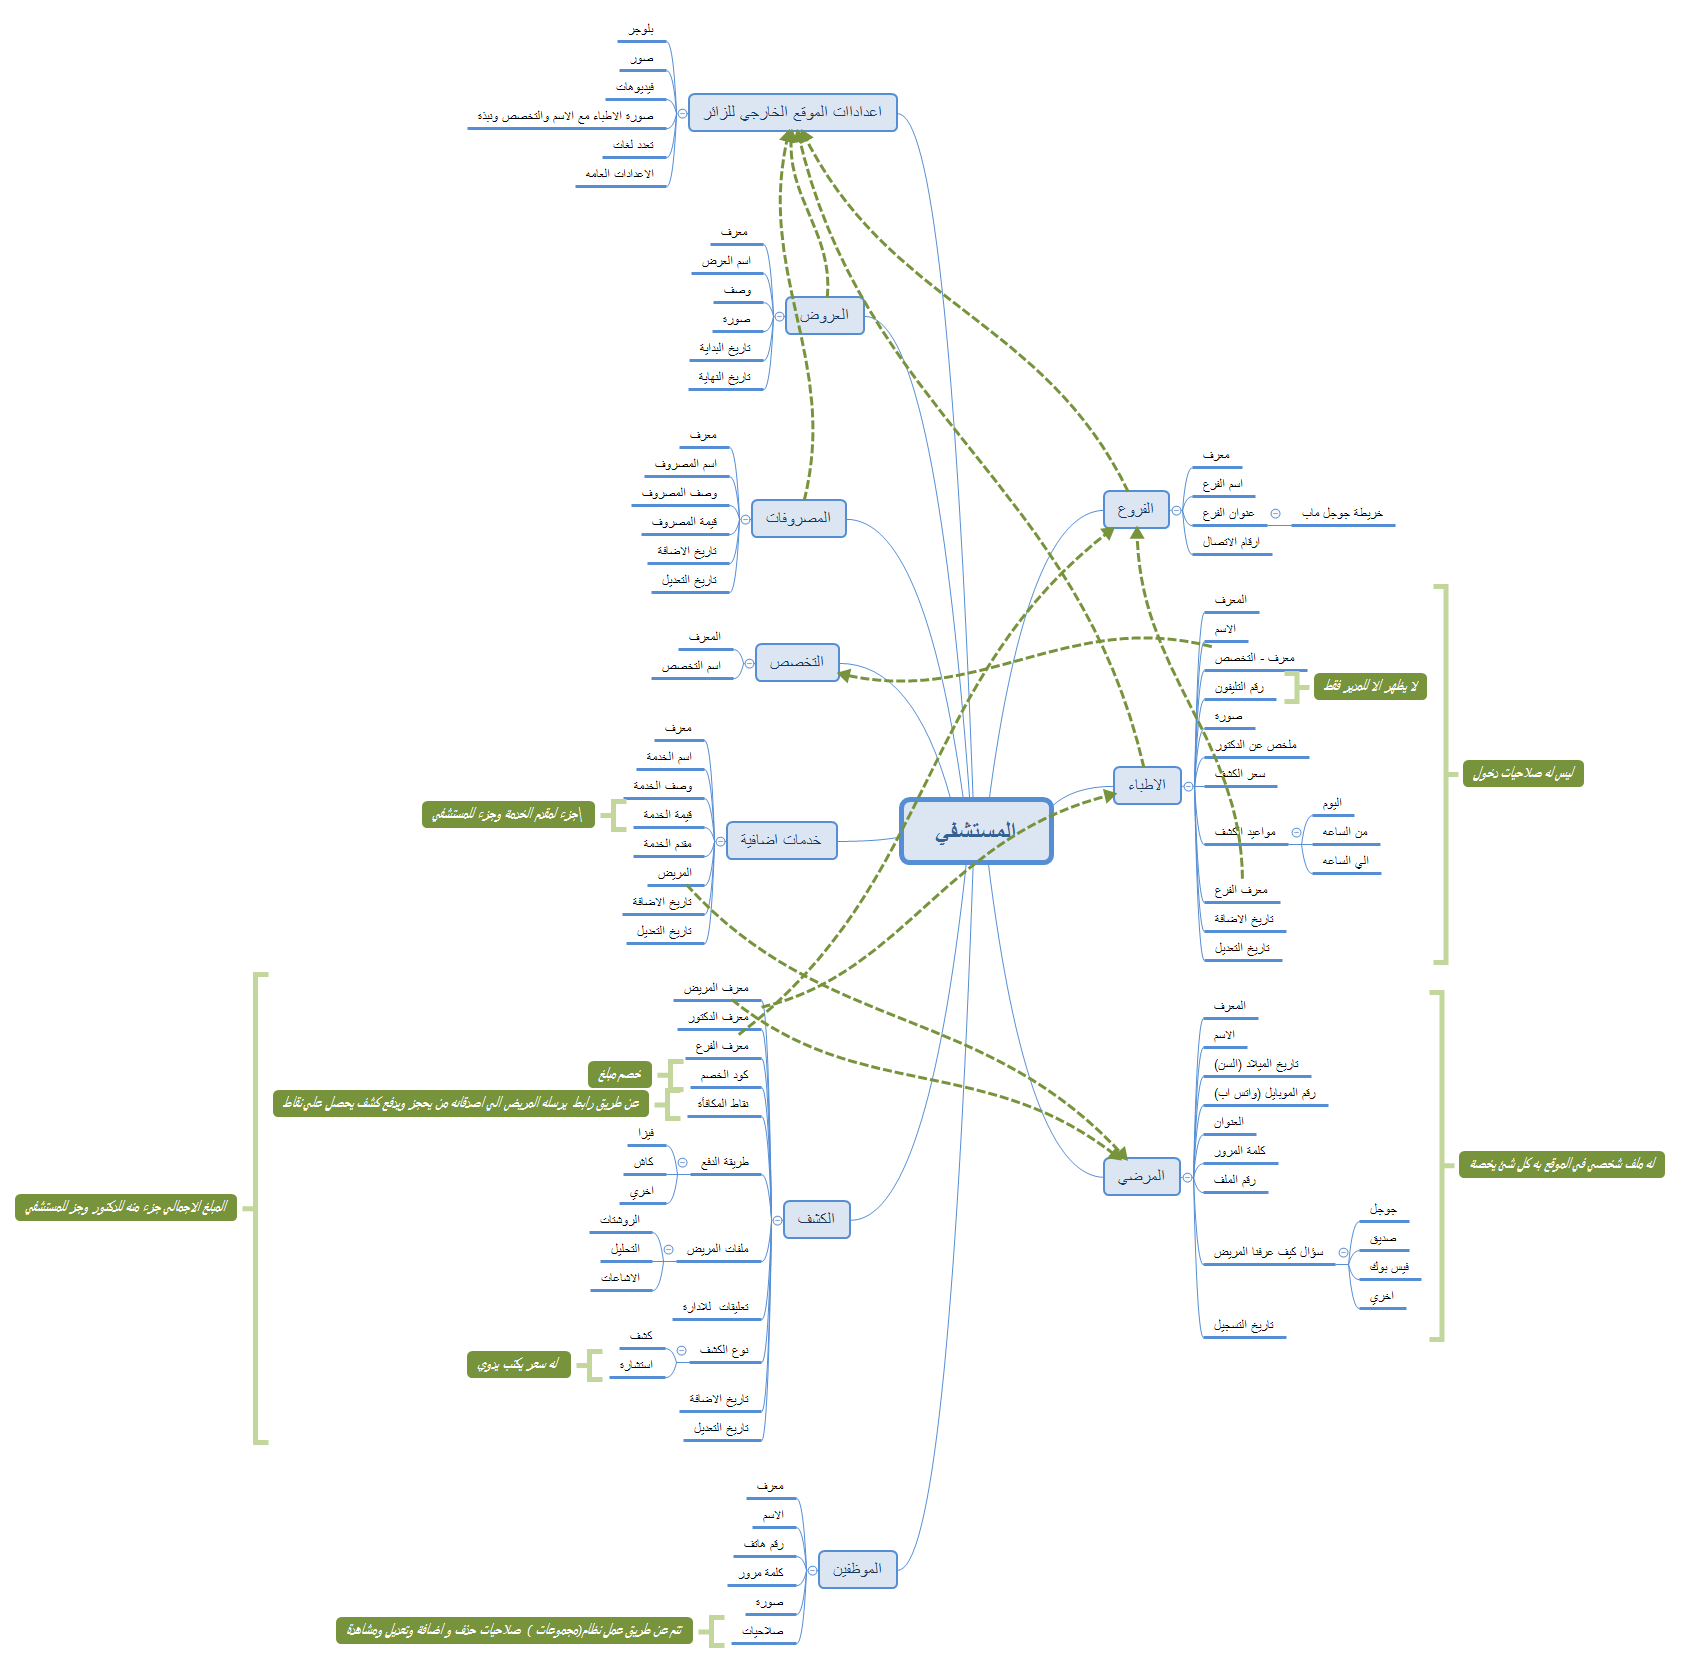 المستشفي
الفروع
معرف
اسم الفرع
عنوان الفرع
خريطة جوجل ماب
ارقام الاتصال
الاطباء
المعرف
الاسم
معرف - التخصص
رقم التليفون
لا يظهر الا للمدير فقط
صورة
ملخص عن الدكتور
سعر الكشف
مواعيد الكشف
اليوم
من الساعه
الي الساعه
معرف الفرع
تاريخ الاضافة
تاريخ التعديل
ليس له صلاحيات دخول
المرضي
المعرف
الاسم
تاريخ الميلاد (السن)
رقم الموبايل (واتس اب)
العنوان
كلمة المرور
رقم الملف
سؤال كيف عرفنا المريض
جوجل
صديق
فيس بوك
اخري
تاريخ التسجيل
له ملف شخصي في الموقع به كل شئ يخصة
اعداداات الموقع الخارجي للزائر
بلوجر
صور
فيديوهات
صورة الاطباء مع الاسم والتخصص ونبذة
تعدد لغات
الاعدادات العامه
العروض
معرف
اسم العرض
وصف
صورة
تاريخ البداية
تاريخ النهاية
المصروفات
معرف
اسم المصروف
وصف المصروف
قيمة المصروف
تاريخ الاضافة
تاريخ التعديل
التخصص
المعرف
اسم التخصص
خدمات اضافية
معرف
اسم الخدمة
وصف الخدمة
قيمة الخدمة
\جزء لمقدم الخدمة وجزء للمستشفي
مقدم الخدمة
المريض
تاريخ الاضافة
تاريخ التعديل
الكشف
معرف المريض
معرف الدكتور
معرف الفرع
كود الخصم
خصم مبلغ
نقاط المكافأة
عن طريق رابط يرسله المريض الي اصدقائه من يحجز ويدفع كشف يحصل علي نقاط
طريقة الدفع
فيزا
كاش
اخري
ملفات المريض
الروشتات
التحليل
الاشاعات
تعليقات للادارة
نوع الكشف
كشف
استشارة
له سعر يكتب يدوي
تاريخ الاضافة
تاريخ التعديل
المبلغ الاجمالي جزء منه للدكتور وجز للمستشفي
الموظفين
معرف
الاسم
رقم هاتف
كلمة مرور
صورة
صلاحيات
تتم عن طريق عمل نظام(مجموعات ) صلاحيات حذف و اضافة وتعديل ومشاهدة